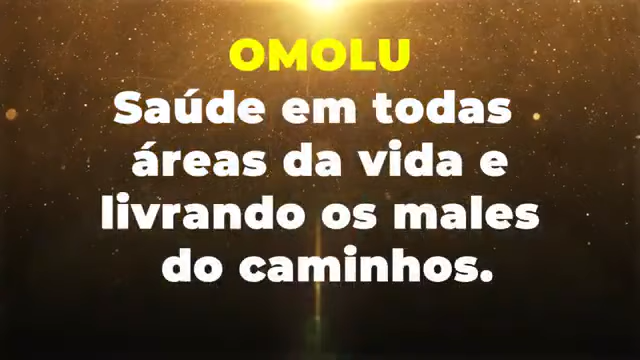 OMOLU
Saúde em todas
áreas da vida e
livrando os males
do caminhos.